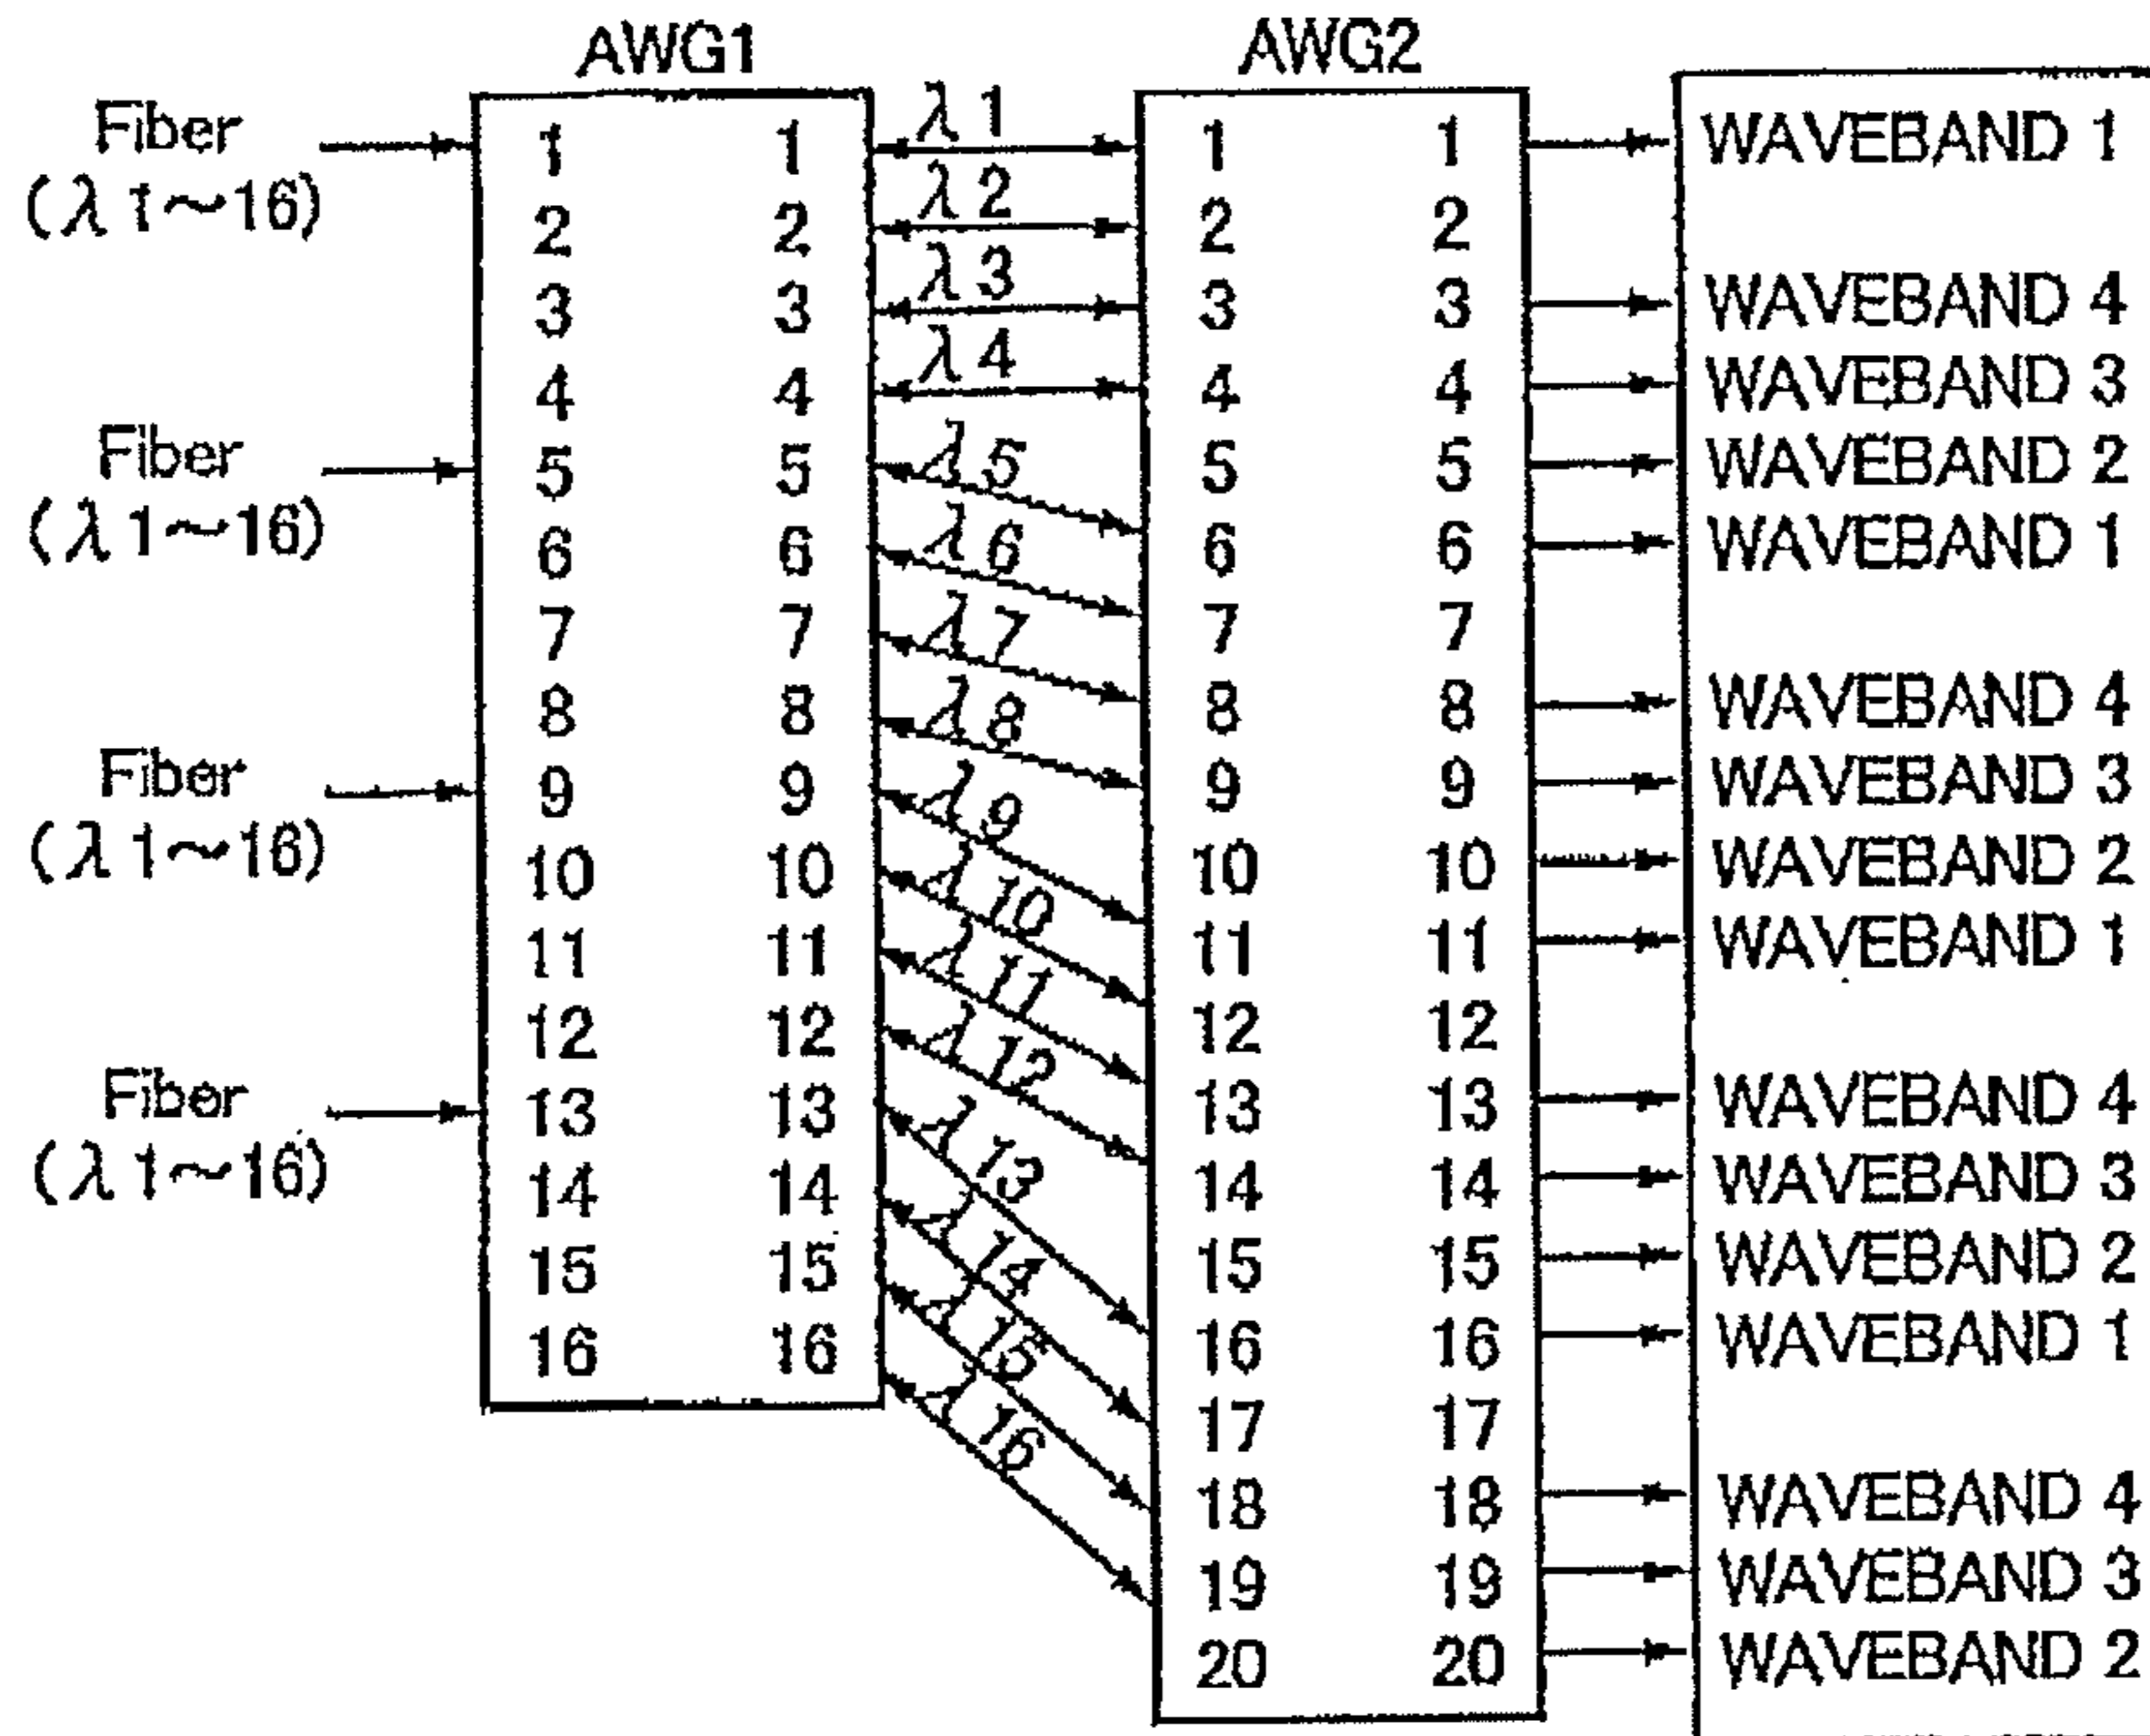 AWG1 AWG2
Fiber 1 1 λ1 1 1 WAVEBAND 1
(λ1~16) 2 2 λ2 2 2
3 3 λ3 3 3 WAVEBAND 4
4 4 λ4 4 4 WAVEBAND 3
Fiber 5 5 λ5 5 5 WAVEBAND 2
(λ1~16) 6 6 λ6 6 6 WAVEBAND 1
7 7 λ7 7 7
8 8 λ8 8 8 WAVEBAND 4
Fiber 9 9 λ9 9 9 WAVEBAND 3
(λ1~16) 10 10 λ10 10 10 WAVEBAND 2
11 11 λ11 11 11 WAVEBAND 1
12 12 λ12 12 12
Fiber 13 13 λ13 13 13 WAVEBAND 4
(λ1~16) 14 14 λ14 14 14 WAVEBAND 3
15 15 λ15 15 15 WAVEBAND 2
16 16 λ16 16 16 WAVEBAND 1
17 17
18 18 WAVEBAND 4
19 19 WAVEBAND 3
20 20 WAVEBAND 2